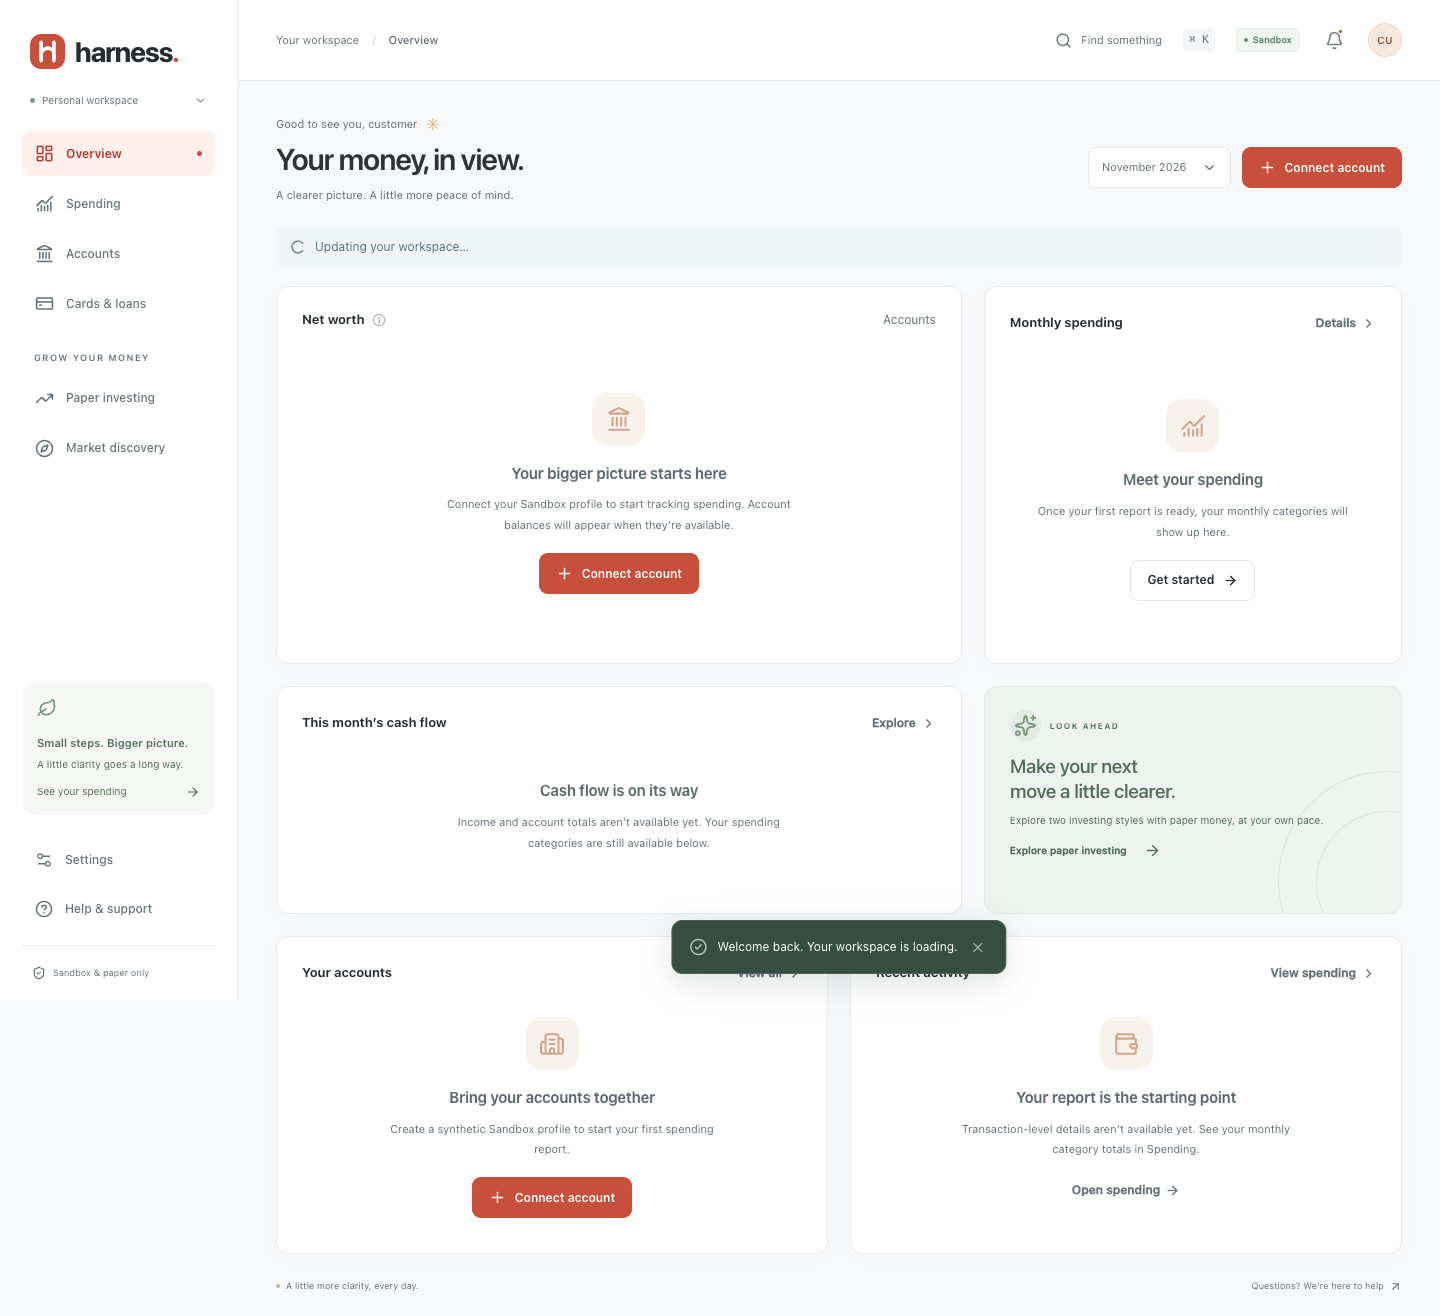 harness.
Personal workspace
Overview
Spending
Accounts
Cards & loans
GROW YOUR MONEY
Paper investing
Market discovery
Small steps. Bigger picture.
A little clarity goes a long way.
See your spending
Settings
Help & support
Sandbox & paper only
Your workspace / Overview
Find something
⌘ K
Sandbox
CU
Good to see you, customer
Your money, in view.
A clearer picture. A little more peace of mind.
November 2026
Connect account
Updating your workspace…
Net worth
Accounts
Your bigger picture starts here
Connect your Sandbox profile to start tracking spending. Account
balances will appear when they’re available.
Connect account
Monthly spending
Details
Meet your spending
Once your first report is ready, your monthly categories will
show up here.
Get started
This month’s cash flow
Explore
Cash flow is on its way
Income and account totals aren’t available yet. Your spending
categories are still available below.
LOOK AHEAD
Make your next
move a little clearer.
Explore two investing styles with paper money, at your own pace.
Explore paper investing
Welcome back. Your workspace is loading.
Your accounts
View all
Bring your accounts together
Create a synthetic Sandbox profile to start your first spending
report.
Connect account
Recent activity
View spending
Your report is the starting point
Transaction-level details aren’t available yet. See your monthly
category totals in Spending.
Open spending
A little more clarity, every day.
Questions? We’re here to help